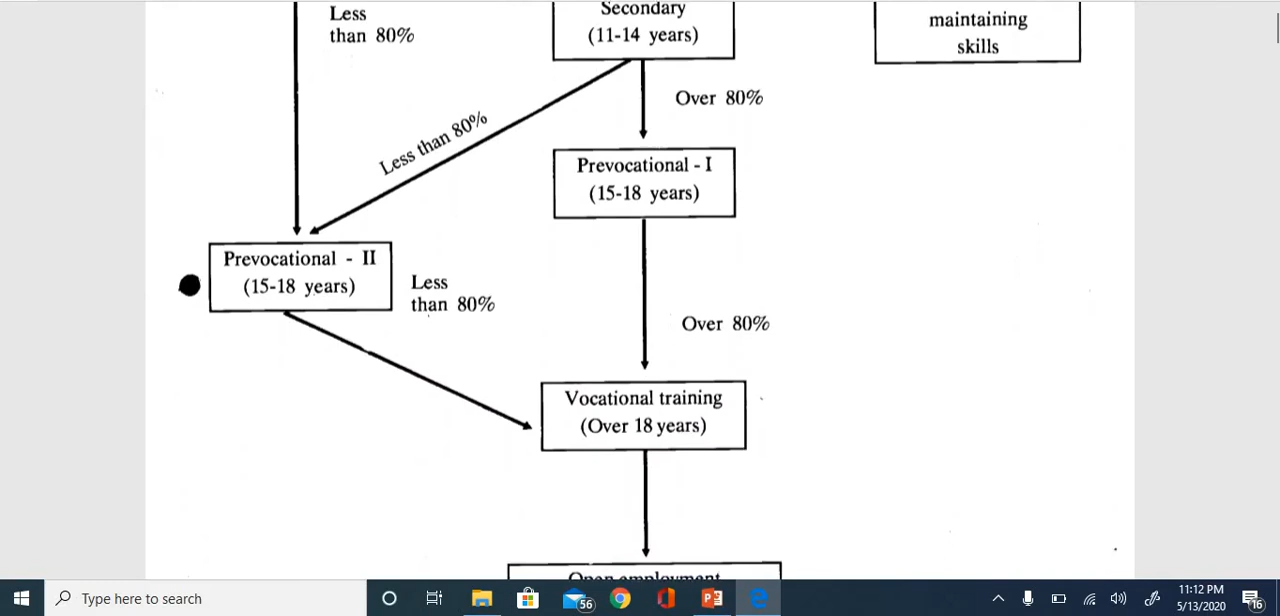 Less
than 80%
Secondary
(11-14 years)
maintaining
skills
Over 80%
Less than 80%
Prevocational - I
(15-18 years)
Prevocational - II
(15-18 years)
Less
than 80%
Over 80%
Vocational training
(Over 18 years)
Open employment
Type here to search
56
11:12 PM
5/13/2020
16